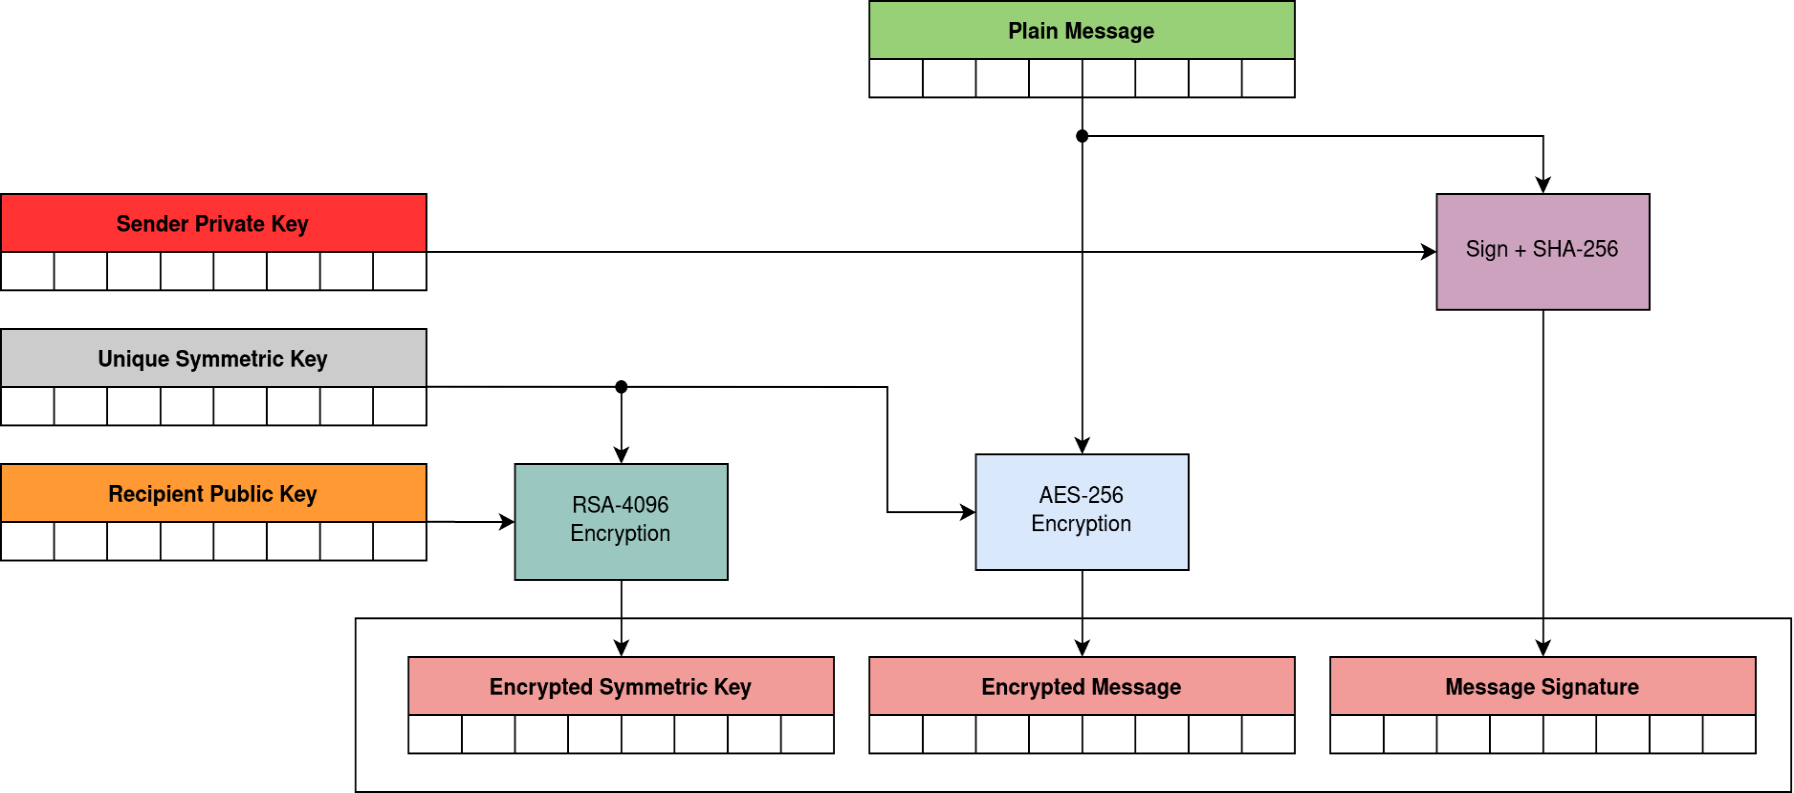 Plain Message
Sender Private Key
Sign + SHA-256
Unique Symmetric Key
Recipient Public Key
RSA-4096
Encryption
AES-256
Encryption
Encrypted Symmetric Key
Encrypted Message
Message Signature